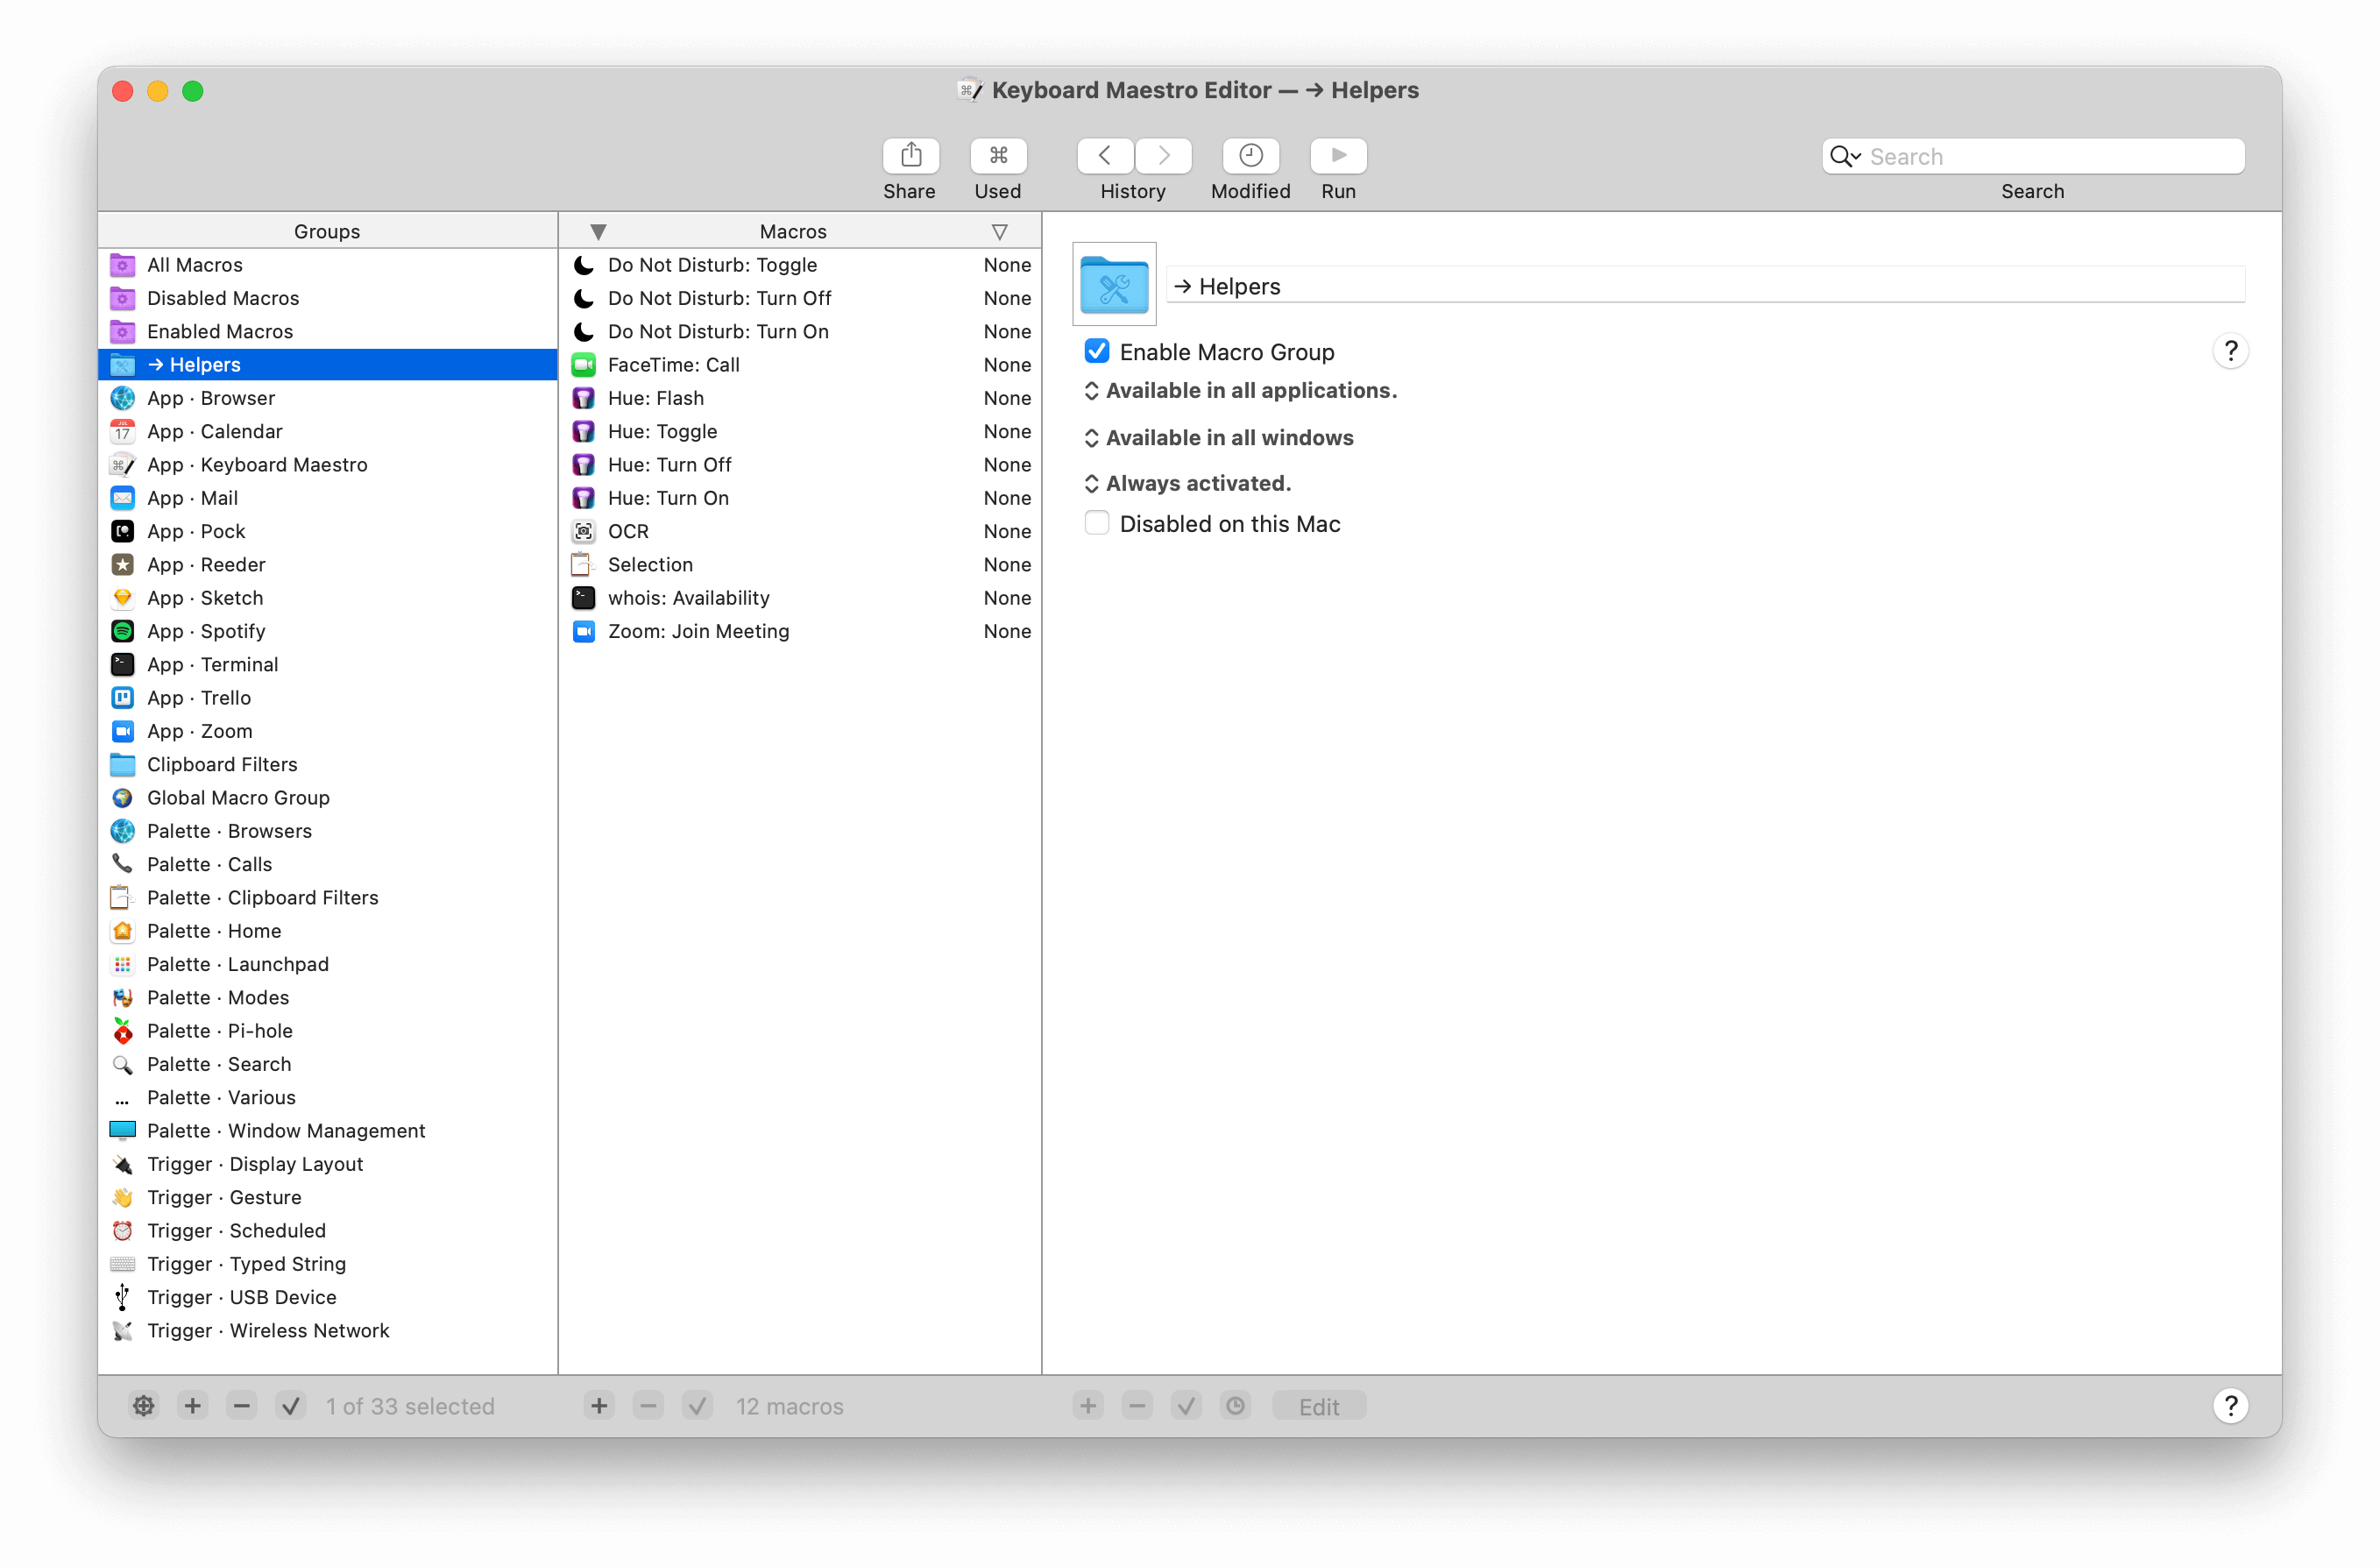 Keyboard Maestro Editor — → Helpers
Share
Used
History
Modified
Run
Search
Search
Groups
All Macros
Disabled Macros
Enabled Macros
→ Helpers
App · Browser
JUL
17
App · Calendar
App · Keyboard Maestro
App · Mail
App · Pock
App · Reeder
App · Sketch
App · Spotify
App · Terminal
App · Trello
App · Zoom
Clipboard Filters
Global Macro Group
Palette · Browsers
Palette · Calls
Palette · Clipboard Filters
Palette · Home
Palette · Launchpad
Palette · Modes
Palette · Pi-hole
Palette · Search
Palette · Various
Palette · Window Management
Trigger · Display Layout
Trigger · Gesture
Trigger · Scheduled
Trigger · Typed String
Trigger · USB Device
Trigger · Wireless Network
1 of 33 selected
Macros
Do Not Disturb: Toggle None
Do Not Disturb: Turn Off None
Do Not Disturb: Turn On None
FaceTime: Call None
Hue: Flash None
Hue: Toggle None
Hue: Turn Off None
Hue: Turn On None
OCR None
Selection None
whois: Availability None
Zoom: Join Meeting None
12 macros
→ Helpers
Enable Macro Group
?
Available in all applications.
Available in all windows
Always activated.
Disabled on this Mac
Edit
?